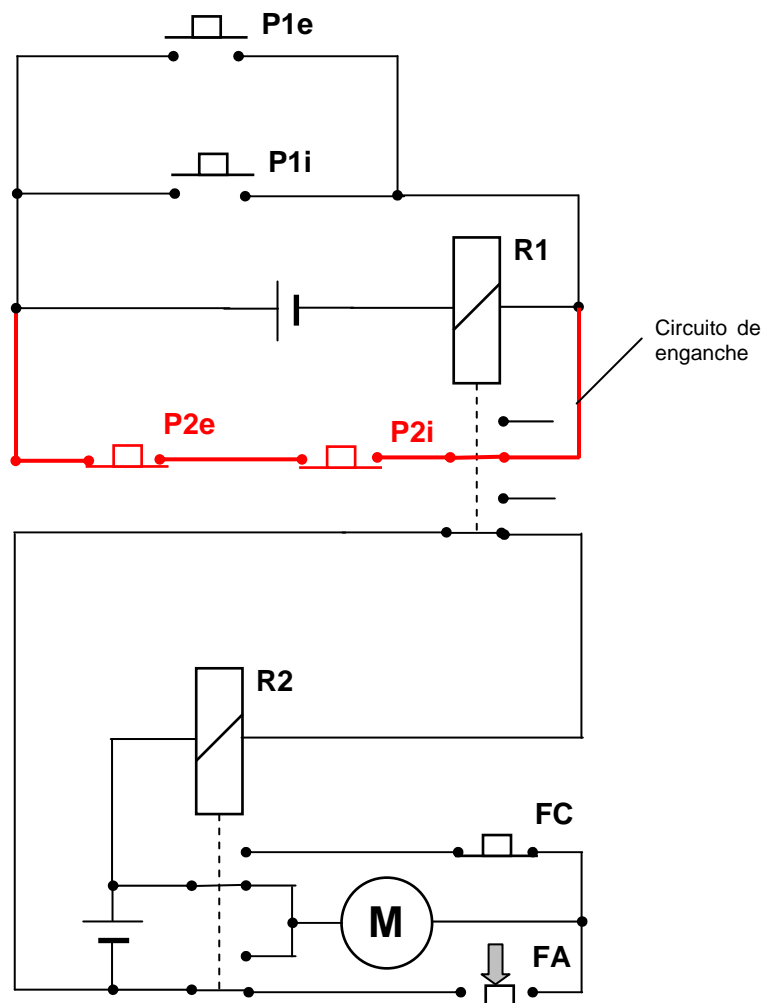 P1e
P1i
R1
Circuito de
enganche
P2e
P2i
R2
FC
M
FA